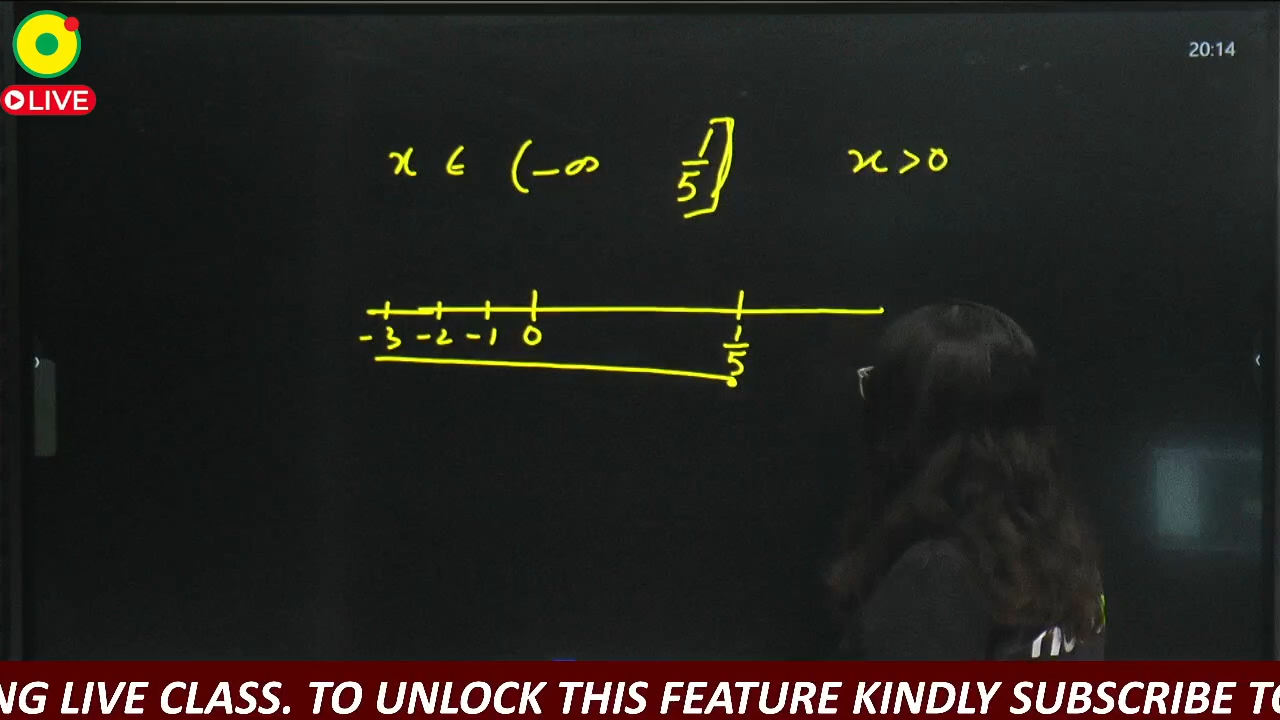 20:14
LIVE
x ∈ (-∞ 1/5] x > 0
-3 -2 -1 0 1/5
NG LIVE CLASS. TO UNLOCK THIS FEATURE KINDLY SUBSCRIBE TO